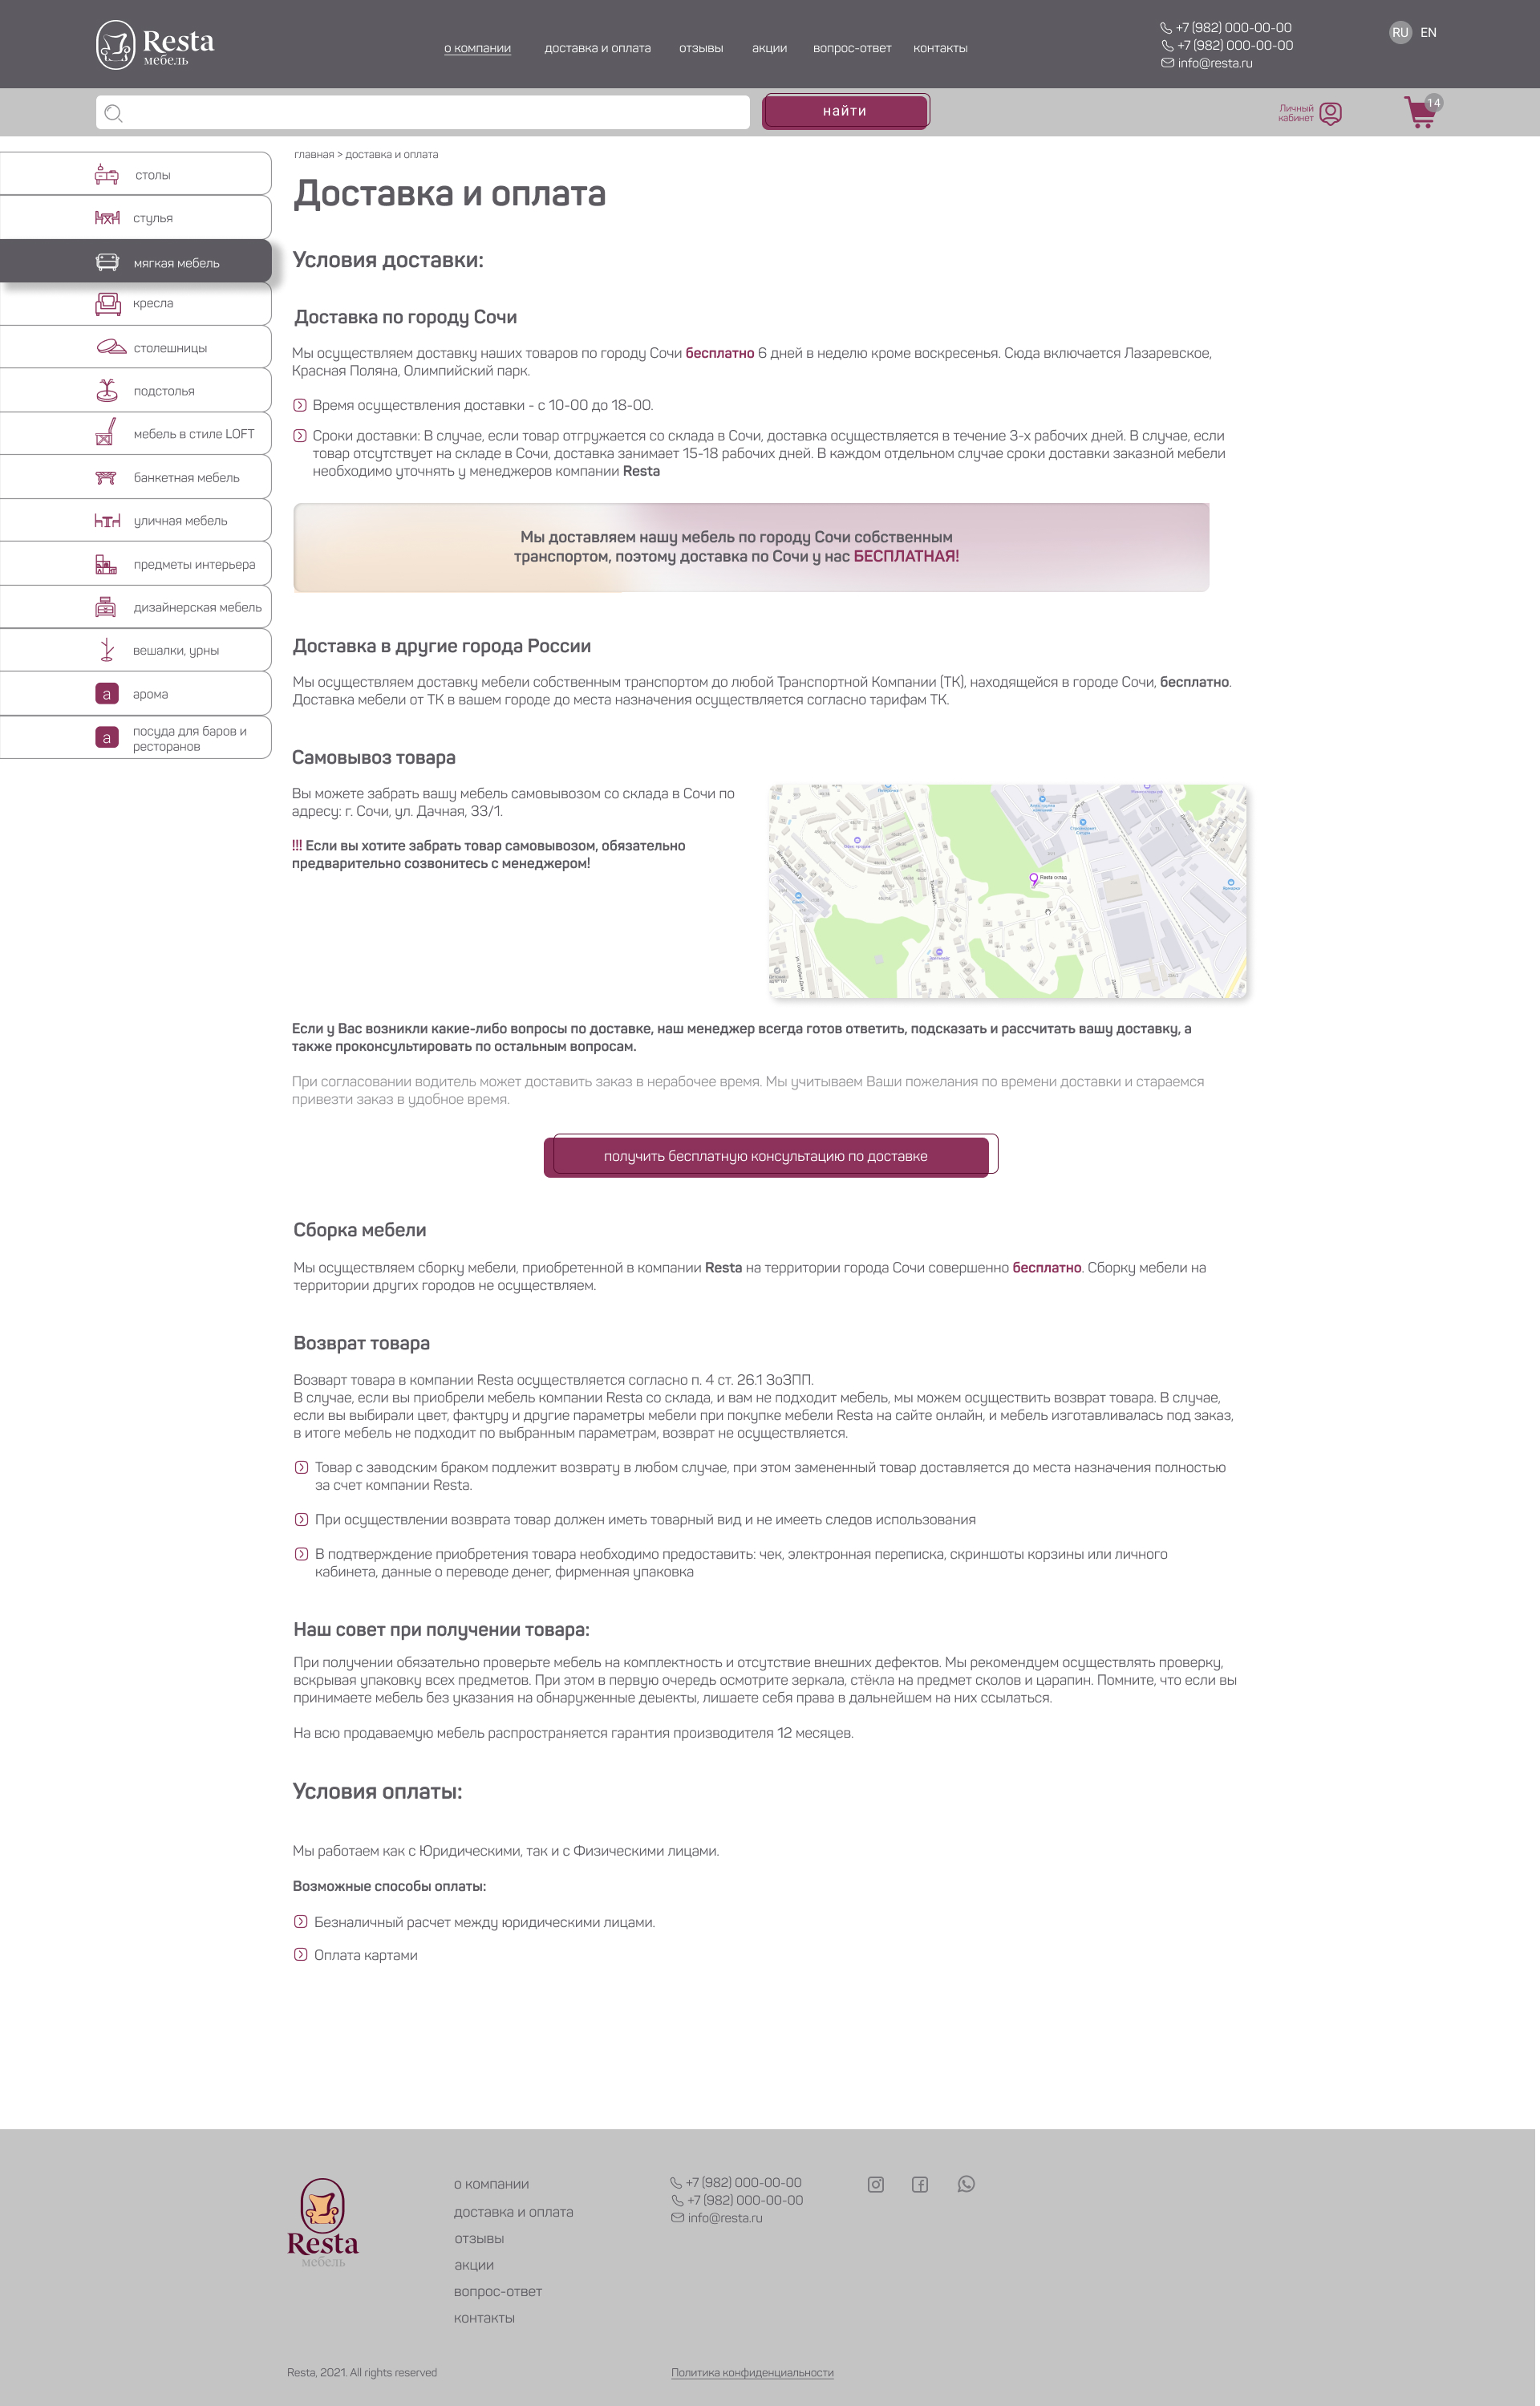 Resta
мебель
о компании
доставка и оплата
отзывы
акции
вопрос-ответ
контакты
+7 (982) 000-00-00
+7 (982) 000-00-00
info@resta.ru
RU
EN
найти
Личный
кабинет
14
столы
стулья
мягкая мебель
кресла
столешницы
подстолья
мебель в стиле LOFT
банкетная мебель
уличная мебель
предметы интерьера
дизайнерская мебель
вешалки, урны
а
арома
а
посуда для баров и
ресторанов
главная > доставка и оплата
Доставка и оплата
Условия доставки:
Доставка по городу Сочи
Мы осуществляем доставку наших товаров по городу Сочи бесплатно 6 дней в неделю кроме воскресенья. Сюда включается Лазаревское,
Красная Поляна, Олимпийский парк.
Время осуществления доставки - с 10-00 до 18-00.
Сроки доставки: В случае, если товар отгружается со склада в Сочи, доставка осуществляется в течение 3-х рабочих дней. В случае, если
товар отсутствует на складе в Сочи, доставка занимает 15-18 рабочих дней. В каждом отдельном случае сроки доставки заказной мебели
необходимо уточнять у менеджеров компании Resta
Мы доставляем нашу мебель по городу Сочи собственным
транспортом, поэтому доставка по Сочи у нас БЕСПЛАТНАЯ!
Доставка в другие города России
Мы осуществляем доставку мебели собственным транспортом до любой Транспортной Компании (ТК), находящейся в городе Сочи, бесплатно.
Доставка мебели от ТК в вашем городе до места назначения осуществляется согласно тарифам ТК.
Самовывоз товара
Вы можете забрать вашу мебель самовывозом со склада в Сочи по
адресу: г. Сочи, ул. Дачная, 33/1.
!!! Если вы хотите забрать товар самовывозом, обязательно
предварительно созвонитесь с менеджером!
Resta склад
Если у Вас возникли какие-либо вопросы по доставке, наш менеджер всегда готов ответить, подсказать и рассчитать вашу доставку, а
также проконсультировать по остальным вопросам.
При согласовании водитель может доставить заказ в нерабочее время. Мы учитываем Ваши пожелания по времени доставки и стараемся
привезти заказ в удобное время.
получить бесплатную консультацию по доставке
Сборка мебели
Мы осуществляем сборку мебели, приобретенной в компании Resta на территории города Сочи совершенно бесплатно. Сборку мебели на
территории других городов не осуществляем.
Возврат товара
Возварт товара в компании Resta осуществляется согласно п. 4 ст. 26.1 ЗоЗПП.
В случае, если вы приобрели мебель компании Resta со склада, и вам не подходит мебель, мы можем осуществить возврат товара. В случае,
если вы выбирали цвет, фактуру и другие параметры мебели при покупке мебели Resta на сайте онлайн, и мебель изготавливалась под заказ,
в итоге мебель не подходит по выбранным параметрам, возврат не осуществляется.
Товар с заводским браком подлежит возврату в любом случае, при этом замененный товар доставляется до места назначения полностью
за счет компании Resta.
При осуществлении возврата товар должен иметь товарный вид и не имееть следов использования
В подтверждение приобретения товара необходимо предоставить: чек, электронная переписка, скриншоты корзины или личного
кабинета, данные о переводе денег, фирменная упаковка
Наш совет при получении товара:
При получении обязательно проверьте мебель на комплектность и отсутствие внешних дефектов. Мы рекомендуем осуществлять проверку,
вскрывая упаковку всех предметов. При этом в первую очередь осмотрите зеркала, стёкла на предмет сколов и царапин. Помните, что если вы
принимаете мебель без указания на обнаруженные деыекты, лишаете себя права в дальнейшем на них ссылаться.
На всю продаваемую мебель распространяется гарантия производителя 12 месяцев.
Условия оплаты:
Мы работаем как с Юридическими, так и с Физическими лицами.
Возможные способы оплаты:
Безналичный расчет между юридическими лицами.
Оплата картами
Resta
мебель
о компании
доставка и оплата
отзывы
акции
вопрос-ответ
контакты
+7 (982) 000-00-00
+7 (982) 000-00-00
info@resta.ru
Resta, 2021. All rights reserved
Политика конфиденциальности